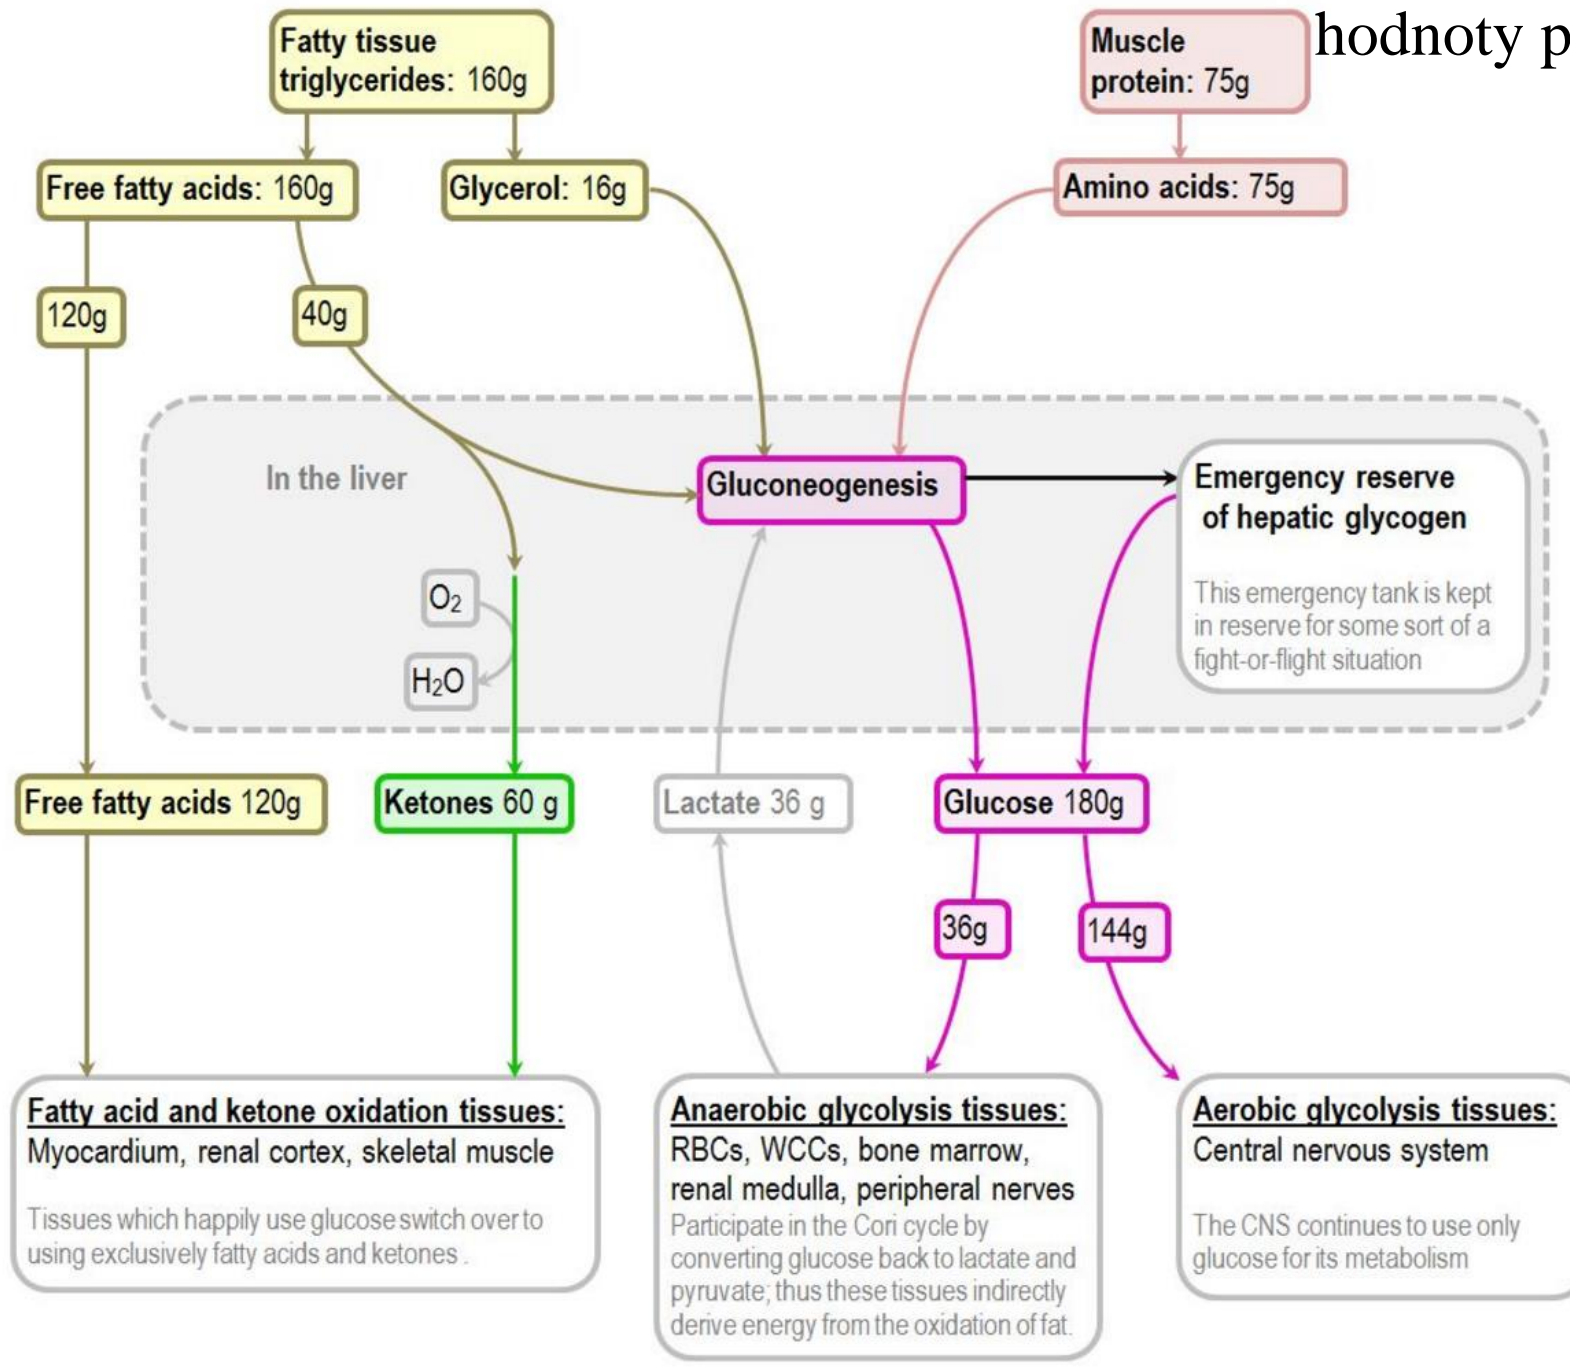 hodnoty p
Fatty tissue
triglycerides: 160g
Muscle
protein: 75g
Free fatty acids: 160g
Glycerol: 16g
Amino acids: 75g
120g
40g
In the liver
Gluconeogenesis
Emergency reserve
of hepatic glycogen
This emergency tank is kept
in reserve for some sort of a
fight-or-flight situation
O₂
H₂O
Free fatty acids 120g
Ketones 60 g
Lactate 36 g
Glucose 180g
36g
144g
Fatty acid and ketone oxidation tissues:
Myocardium, renal cortex, skeletal muscle
Tissues which happily use glucose switch over to
using exclusively fatty acids and ketones .
Anaerobic glycolysis tissues:
RBCs, WCCs, bone marrow,
renal medulla, peripheral nerves
Participate in the Cori cycle by
converting glucose back to lactate and
pyruvate; thus these tissues indirectly
derive energy from the oxidation of fat.
Aerobic glycolysis tissues:
Central nervous system
The CNS continues to use only
glucose for its metabolism